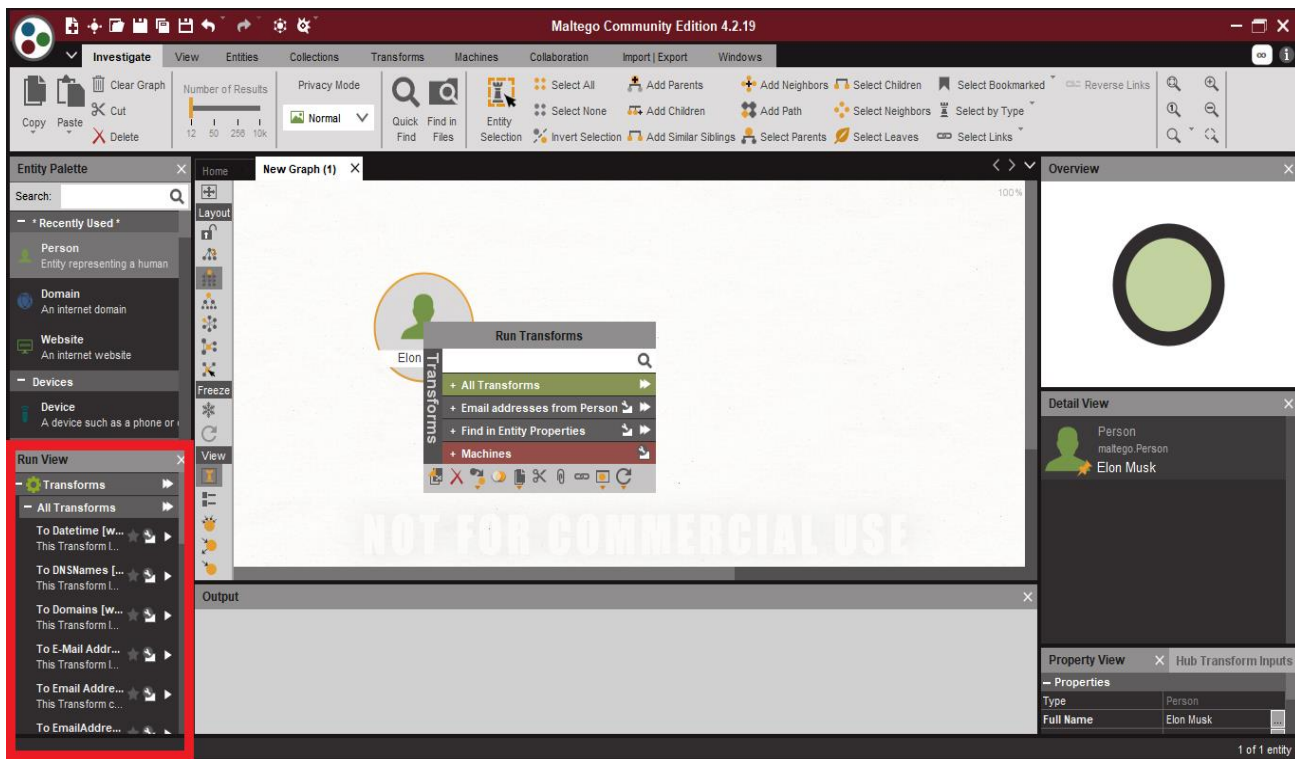 Maltego Community Edition 4.2.19
Investigate View Entities Collections Transforms Machines Collaboration Import | Export Windows
Copy Paste Clear Graph Cut Delete
Number of Results
12 50 256 10k
Privacy Mode
Normal
Quick Find
Find in Files
Entity Selection
Select All Add Parents Add Neighbors Select Children Select Bookmarked Reverse Links
Select None Add Children Add Path Select Neighbors Select by Type
Invert Selection Add Similar Siblings Select Parents Select Leaves Select Links
Entity Palette
Search:
* Recently Used *
Person
Entity representing a human
Domain
An internet domain
Website
An internet website
Devices
Device
A device such as a phone or
Run View
Transforms
All Transforms
To Datetime [w...
This Transform l...
To DNSNames [...
This Transform l...
To Domains [w...
This Transform l...
To E-Mail Addr...
This Transform l...
To Email Addre...
This Transform c...
To EmailAddre...
Home New Graph (1)
Layout
Freeze
View
100%
Elon
Run Transforms
Transforms
+ All Transforms
+ Email addresses from Person
+ Find in Entity Properties
+ Machines
NOT FOR COMMERCIAL USE
Output
Overview
Detail View
Person
maltego.Person
Elon Musk
Property View Hub Transform Inputs
Properties
Type Person
Full Name Elon Musk
...
1 of 1 entity